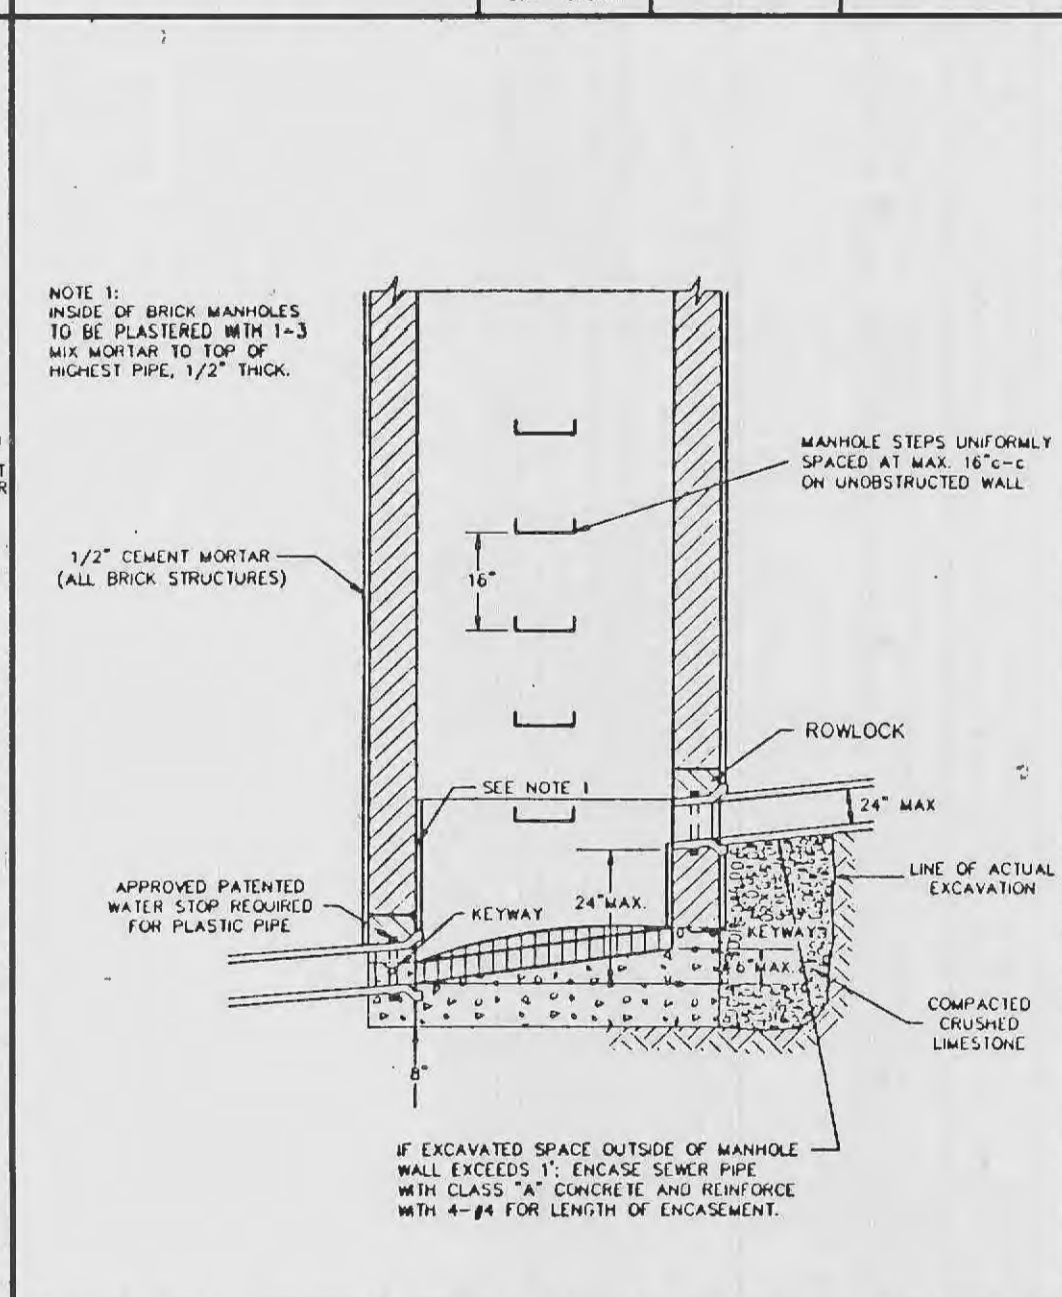 NOTE 1:
INSIDE OF BRICK MANHOLES
TO BE PLASTERED WITH 1-3
MIX MORTAR TO TOP OF
HIGHEST PIPE, 1/2" THICK.
T
R
MANHOLE STEPS UNIFORMLY
SPACED AT MAX. 16"c-c
ON UNOBSTRUCTED WALL
1/2" CEMENT MORTAR
(ALL BRICK STRUCTURES)
16"
ROWLOCK
SEE NOTE 1
24" MAX
LINE OF ACTUAL
EXCAVATION
APPROVED PATENTED
WATER STOP REQUIRED
FOR PLASTIC PIPE
KEYWAY
24"MAX.
KEYWAY
6"MAX.
COMPACTED
CRUSHED
LIMESTONE
8"
IF EXCAVATED SPACE OUTSIDE OF MANHOLE
WALL EXCEEDS 1'; ENCASE SEWER PIPE
WITH CLASS "A" CONCRETE AND REINFORCE
WITH 4-#4 FOR LENGTH OF ENCASEMENT.